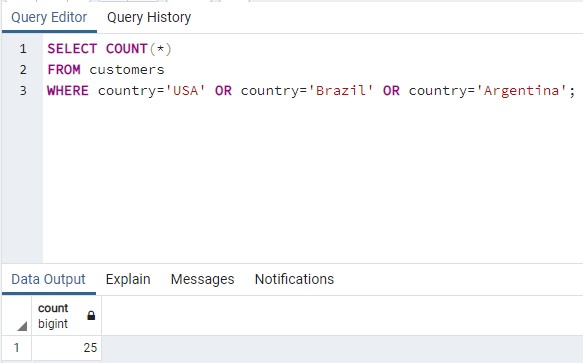 Query Editor Query History
1 SELECT COUNT(*)
2 FROM customers
3 WHERE country='USA' OR country='Brazil' OR country='Argentina';
Data Output Explain Messages Notifications
count
bigint
1 25